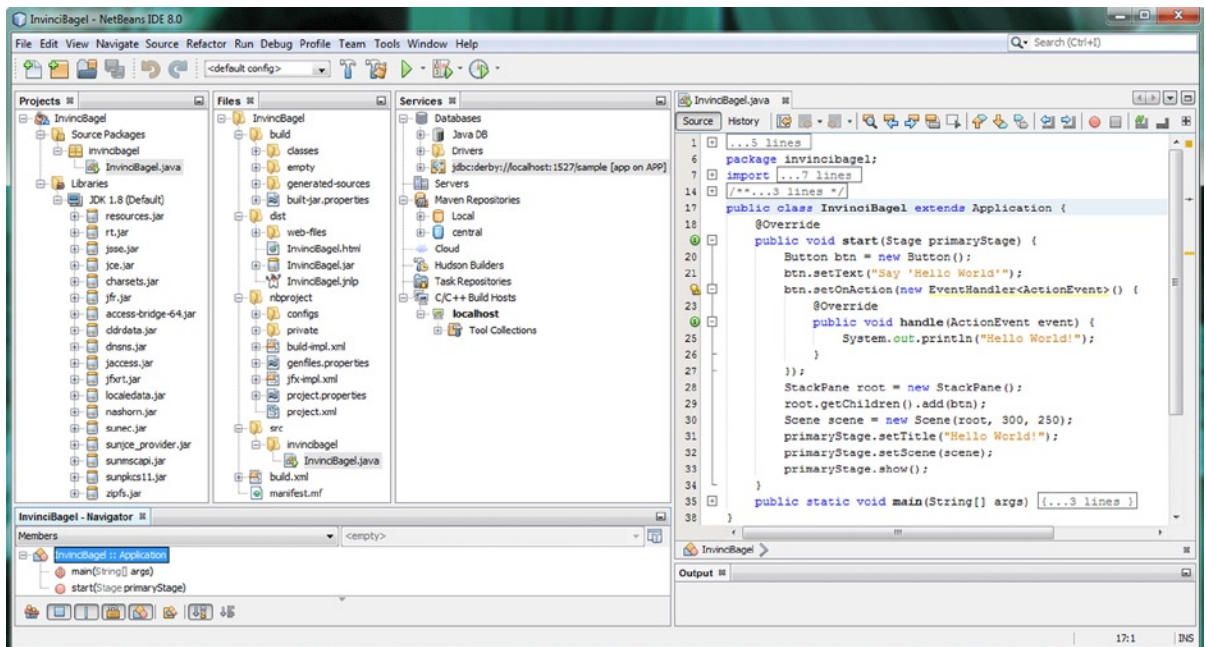 InvinciBagel - NetBeans IDE 8.0
File Edit View Navigate Source Refactor Run Debug Profile Team Tools Window Help
Search (Ctrl+I)
<default config>
Projects
InvinciBagel
Source Packages
invincibagel
InvinciBagel.java
Libraries
JDK 1.8 (Default)
resources.jar
rt.jar
jsse.jar
jce.jar
charsets.jar
jfr.jar
access-bridge-64.jar
cldrdata.jar
dnsns.jar
jaccess.jar
jfxrt.jar
localedata.jar
nashorn.jar
sunec.jar
sunjce_provider.jar
sunmscapi.jar
sunpkcs11.jar
zipfs.jar
Files
InvinciBagel
build
classes
empty
generated-sources
built-jar.properties
dist
web-files
InvinciBagel.html
InvinciBagel.jar
InvinciBagel.jnlp
nbproject
configs
private
build-impl.xml
genfiles.properties
jfx-impl.xml
project.properties
project.xml
src
invincibagel
InvinciBagel.java
build.xml
manifest.mf
Services
Databases
Java DB
Drivers
jdbc:derby://localhost:1527/sample [app on APP]
Servers
Maven Repositories
Local
central
Cloud
Hudson Builders
Task Repositories
C/C++ Build Hosts
localhost
Tool Collections
InvinciBagel.java
Source History
1 ...5 lines
6 package invincibagel;
7 import ...7 lines
14 /**...3 lines */
17 public class InvinciBagel extends Application {
18 @Override
public void start(Stage primaryStage) {
20 Button btn = new Button();
21 btn.setText("Say 'Hello World'");
btn.setOnAction(new EventHandler<ActionEvent>() {
23 @Override
public void handle(ActionEvent event) {
25 System.out.println("Hello World!");
26 }
27 });
28 StackPane root = new StackPane();
29 root.getChildren().add(btn);
30 Scene scene = new Scene(root, 300, 250);
31 primaryStage.setTitle("Hello World!");
32 primaryStage.setScene(scene);
33 primaryStage.show();
34 }
35 public static void main(String[] args) {...3 lines }
38 }
InvinciBagel
InvinciBagel - Navigator
Members
<empty>
InvinciBagel :: Application
main(String[] args)
start(Stage primaryStage)
Output
17:1 INS